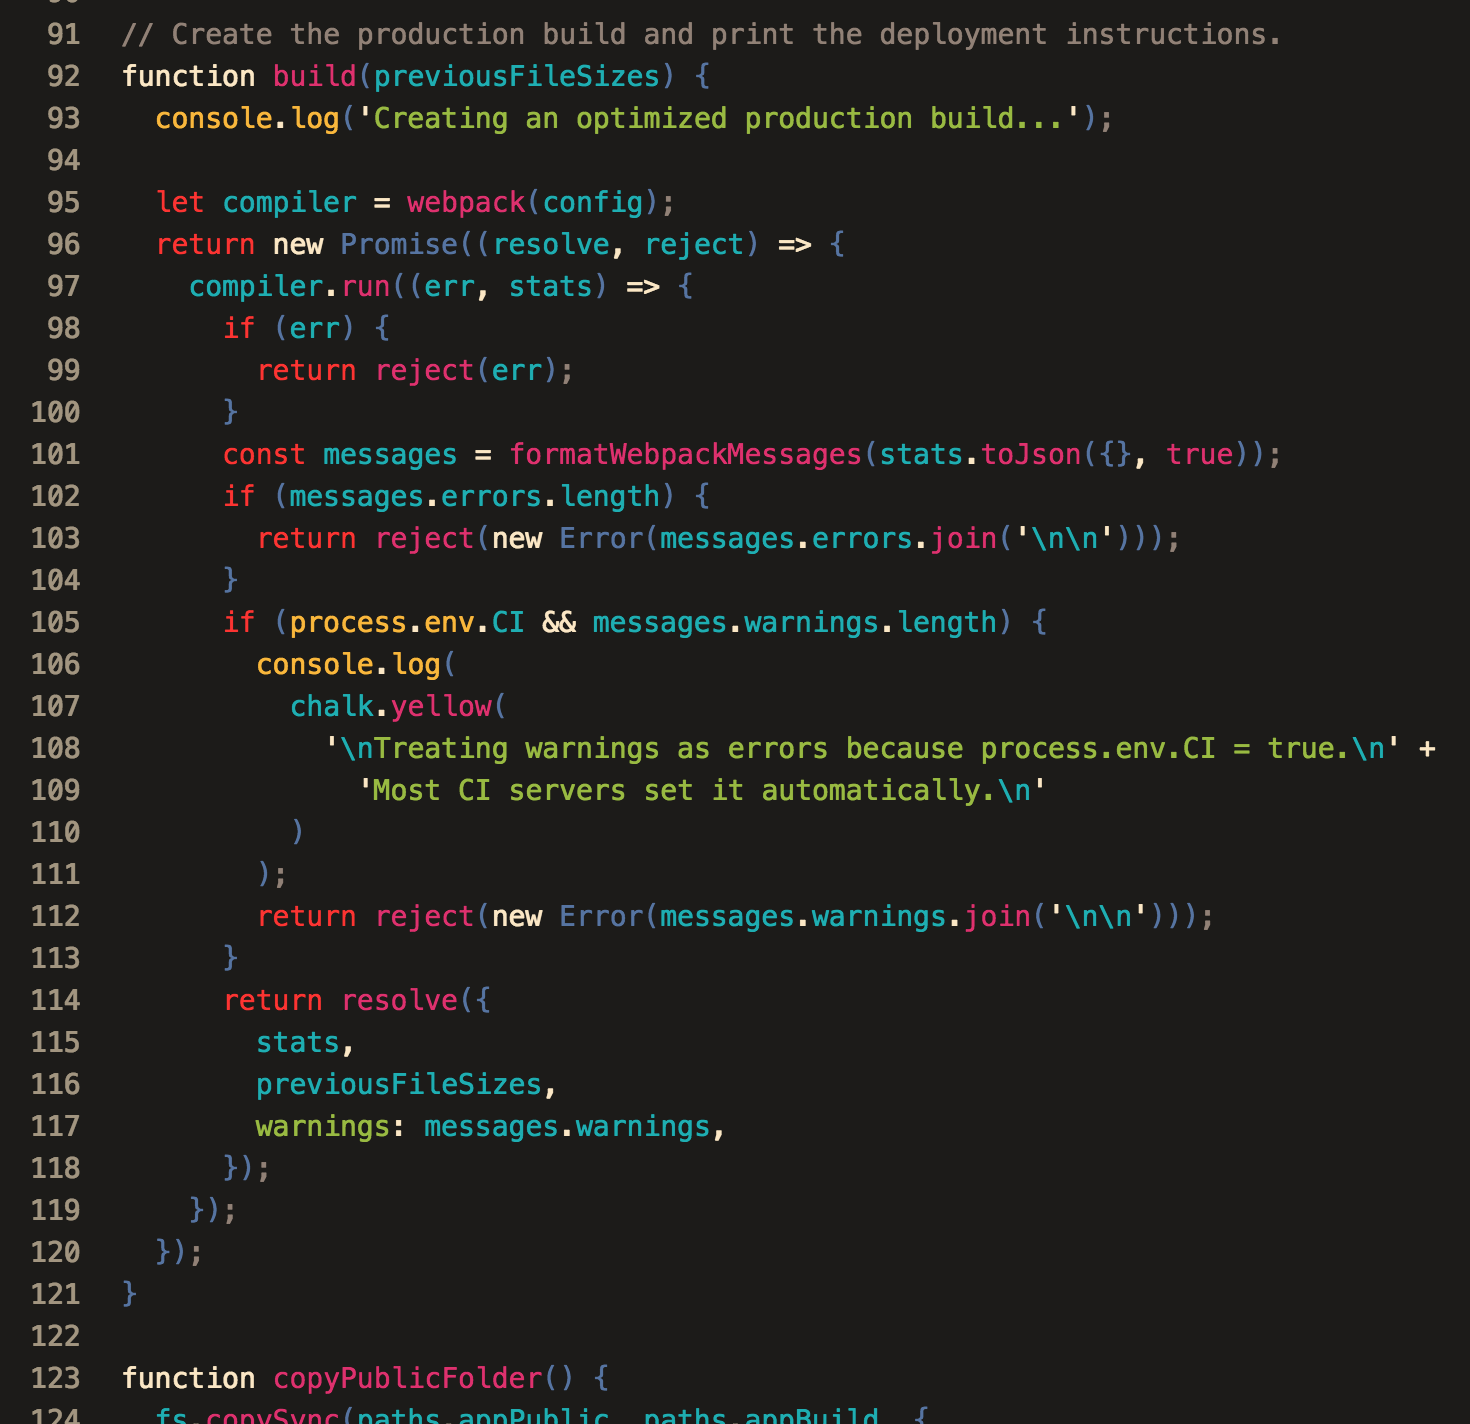 91 // Create the production build and print the deployment instructions.
92 function build(previousFileSizes) {
93   console.log('Creating an optimized production build...');
94
95   let compiler = webpack(config);
96   return new Promise((resolve, reject) => {
97     compiler.run((err, stats) => {
98       if (err) {
99         return reject(err);
100       }
101       const messages = formatWebpackMessages(stats.toJson({}, true));
102       if (messages.errors.length) {
103         return reject(new Error(messages.errors.join('\n\n')));
104       }
105       if (process.env.CI && messages.warnings.length) {
106         console.log(
107           chalk.yellow(
108             '\nTreating warnings as errors because process.env.CI = true.\n' +
109               'Most CI servers set it automatically.\n'
110           )
111         );
112         return reject(new Error(messages.warnings.join('\n\n')));
113       }
114       return resolve({
115         stats,
116         previousFileSizes,
117         warnings: messages.warnings,
118       });
119     });
120   });
121 }
122
123 function copyPublicFolder() {
124   fs.copySync(paths.appPublic, paths.appBuild, {